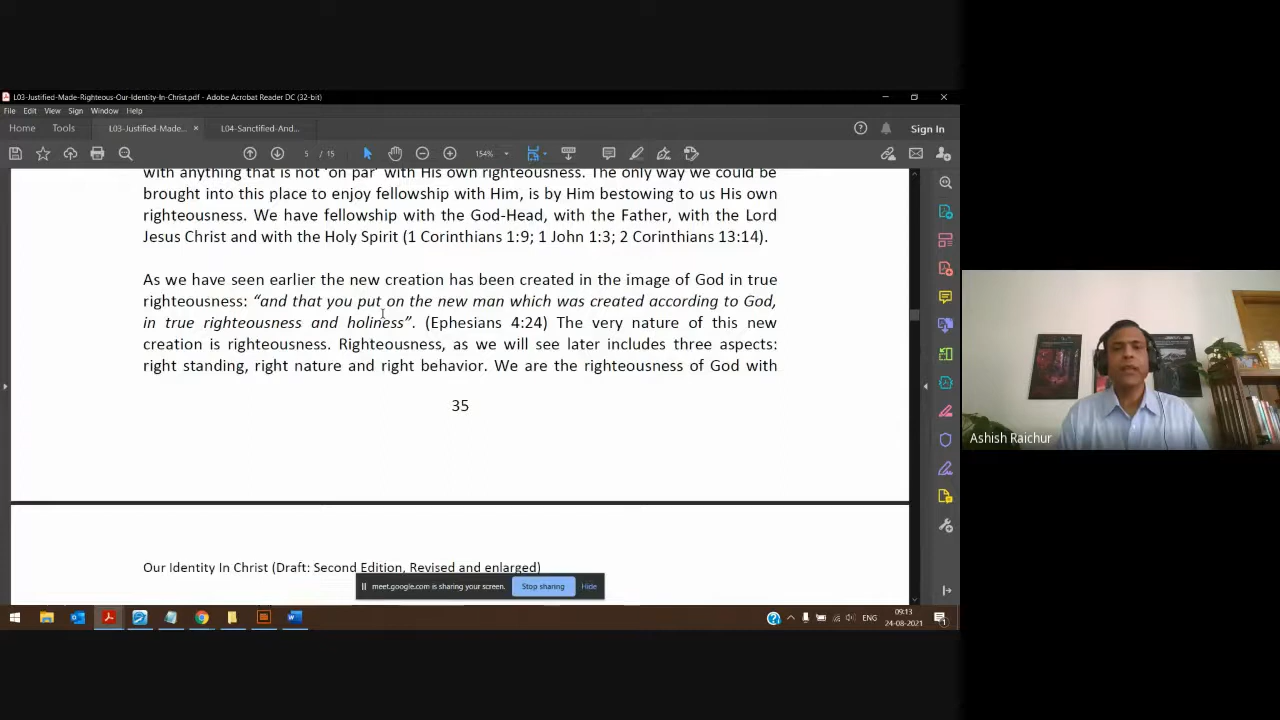 L03-Justified-Made-Righteous-Our-Identity-In-Christ.pdf - Adobe Acrobat Reader DC (32-bit)
File Edit View Sign Window Help
Home Tools L03-Justified-Made... × L04-Sanctified-And... Sign In
5 / 15 154%
with anything that is not 'on par' with His own righteousness. The only way we could be
brought into this place to enjoy fellowship with Him, is by Him bestowing to us His own
righteousness. We have fellowship with the God-Head, with the Father, with the Lord
Jesus Christ and with the Holy Spirit (1 Corinthians 1:9; 1 John 1:3; 2 Corinthians 13:14).
As we have seen earlier the new creation has been created in the image of God in true
righteousness: “and that you put on the new man which was created according to God,
in true righteousness and holiness”. (Ephesians 4:24) The very nature of this new
creation is righteousness. Righteousness, as we will see later includes three aspects:
right standing, right nature and right behavior. We are the righteousness of God with
35
Our Identity In Christ (Draft: Second Edition, Revised and enlarged)
meet.google.com is sharing your screen. Stop sharing Hide
ENG
09:13
24-08-2021
Ashish Raichur